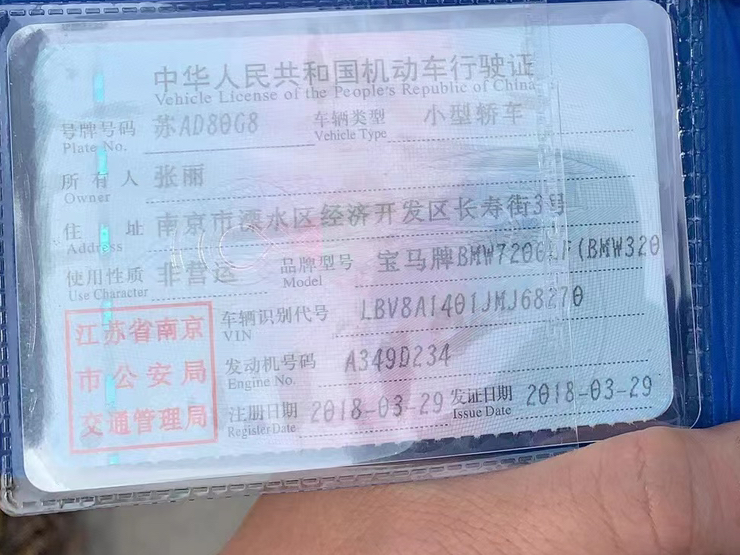 中华人民共和国机动车行驶证
Vehicle License of the People's Republic of China
号牌号码 苏AD80G8 车辆类型 小型轿车
Plate No. Vehicle Type
所有人 张丽
Owner
住址 南京市溧水区经济开发区长寿街3号
Address
使用性质 非营运 品牌型号 宝马牌BMW7200LF(BMW320
Use Character Model
江苏省南京
市公安局
交通管理局
车辆识别代号 LBV8A1401JMJ68270
VIN
发动机号码 A349D234
Engine No.
注册日期 2018-03-29 发证日期 2018-03-29
Register Date Issue Date